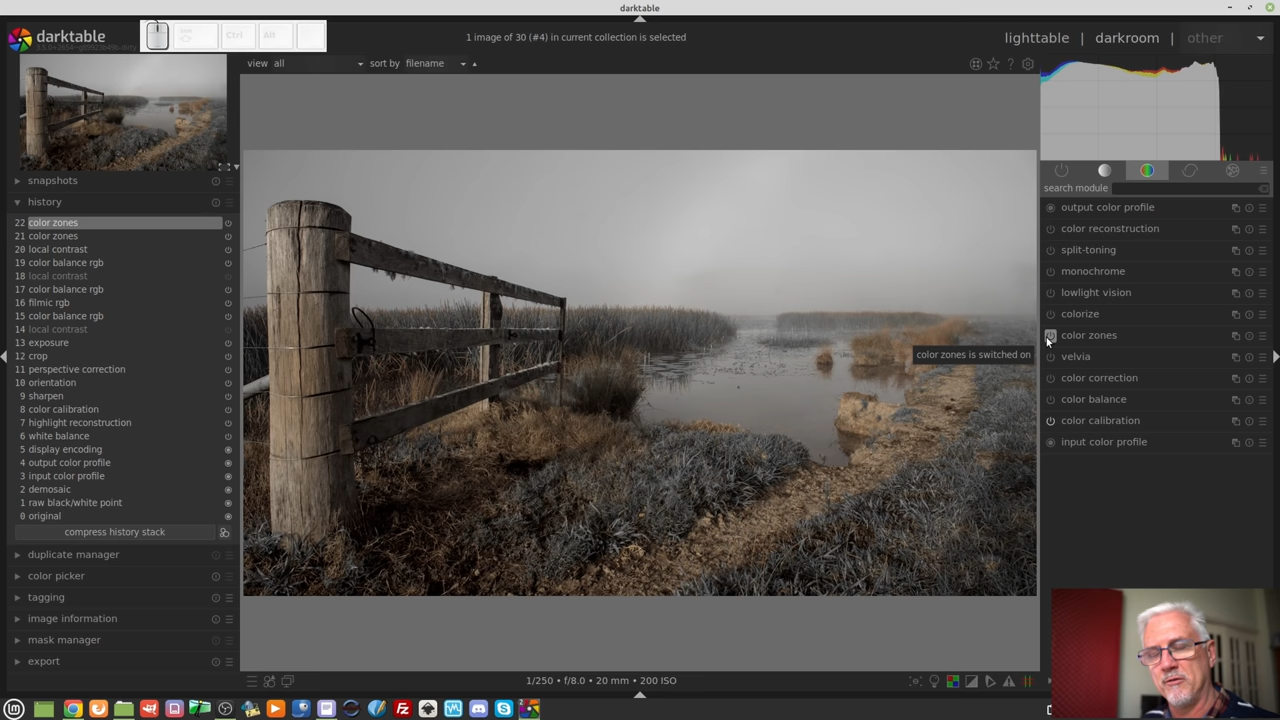 darktable
darktable
Ctrl Alt
1 image of 30 (#4) in current collection is selected
lighttable | darkroom | other
view all sort by filename
?
snapshots
history
22 color zones
21 color zones
20 local contrast
19 color balance rgb
18 local contrast
17 color balance rgb
16 filmic rgb
15 color balance rgb
14 local contrast
13 exposure
12 crop
11 perspective correction
10 orientation
9 sharpen
8 color calibration
7 highlight reconstruction
6 white balance
5 display encoding
4 output color profile
3 input color profile
2 demosaic
1 raw black/white point
0 original
compress history stack
duplicate manager
color picker
tagging
image information
mask manager
export
1/250 • f/8.0 • 20 mm • 200 ISO
search module
output color profile
color reconstruction
split-toning
monochrome
lowlight vision
colorize
color zones
color zones is switched on
velvia
color correction
color balance
color calibration
input color profile